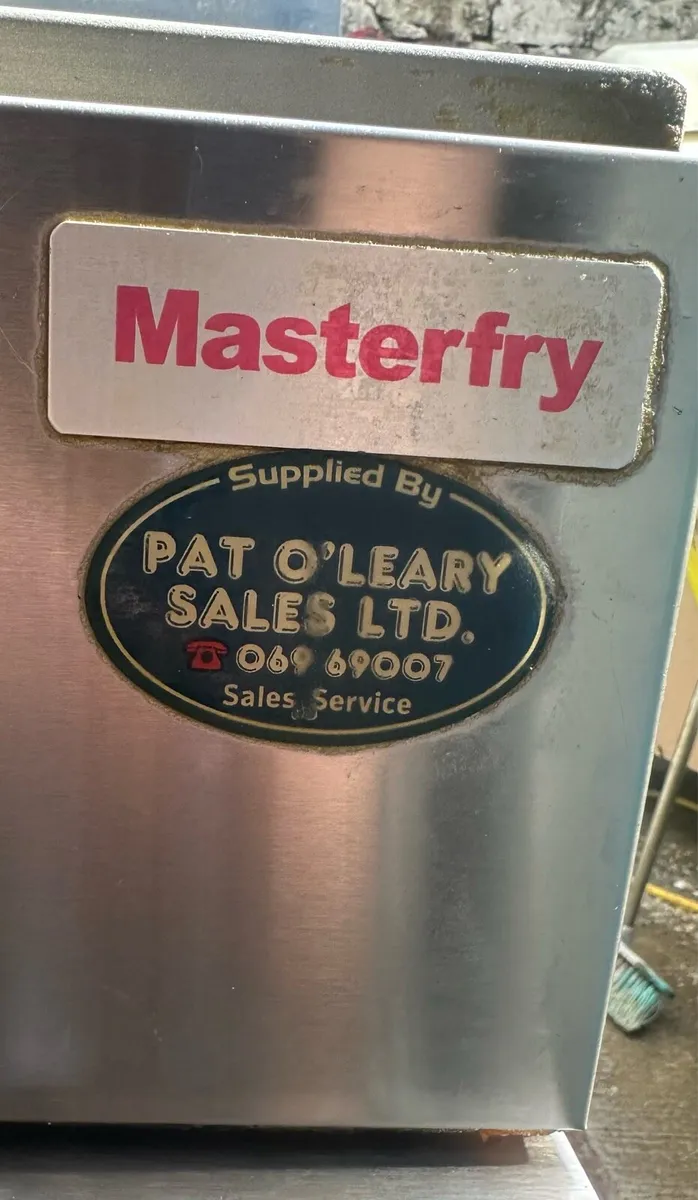 Masterfry
Supplied By
PAT O'LEARY
SALES LTD.
☎ 069 69007
Sales Service